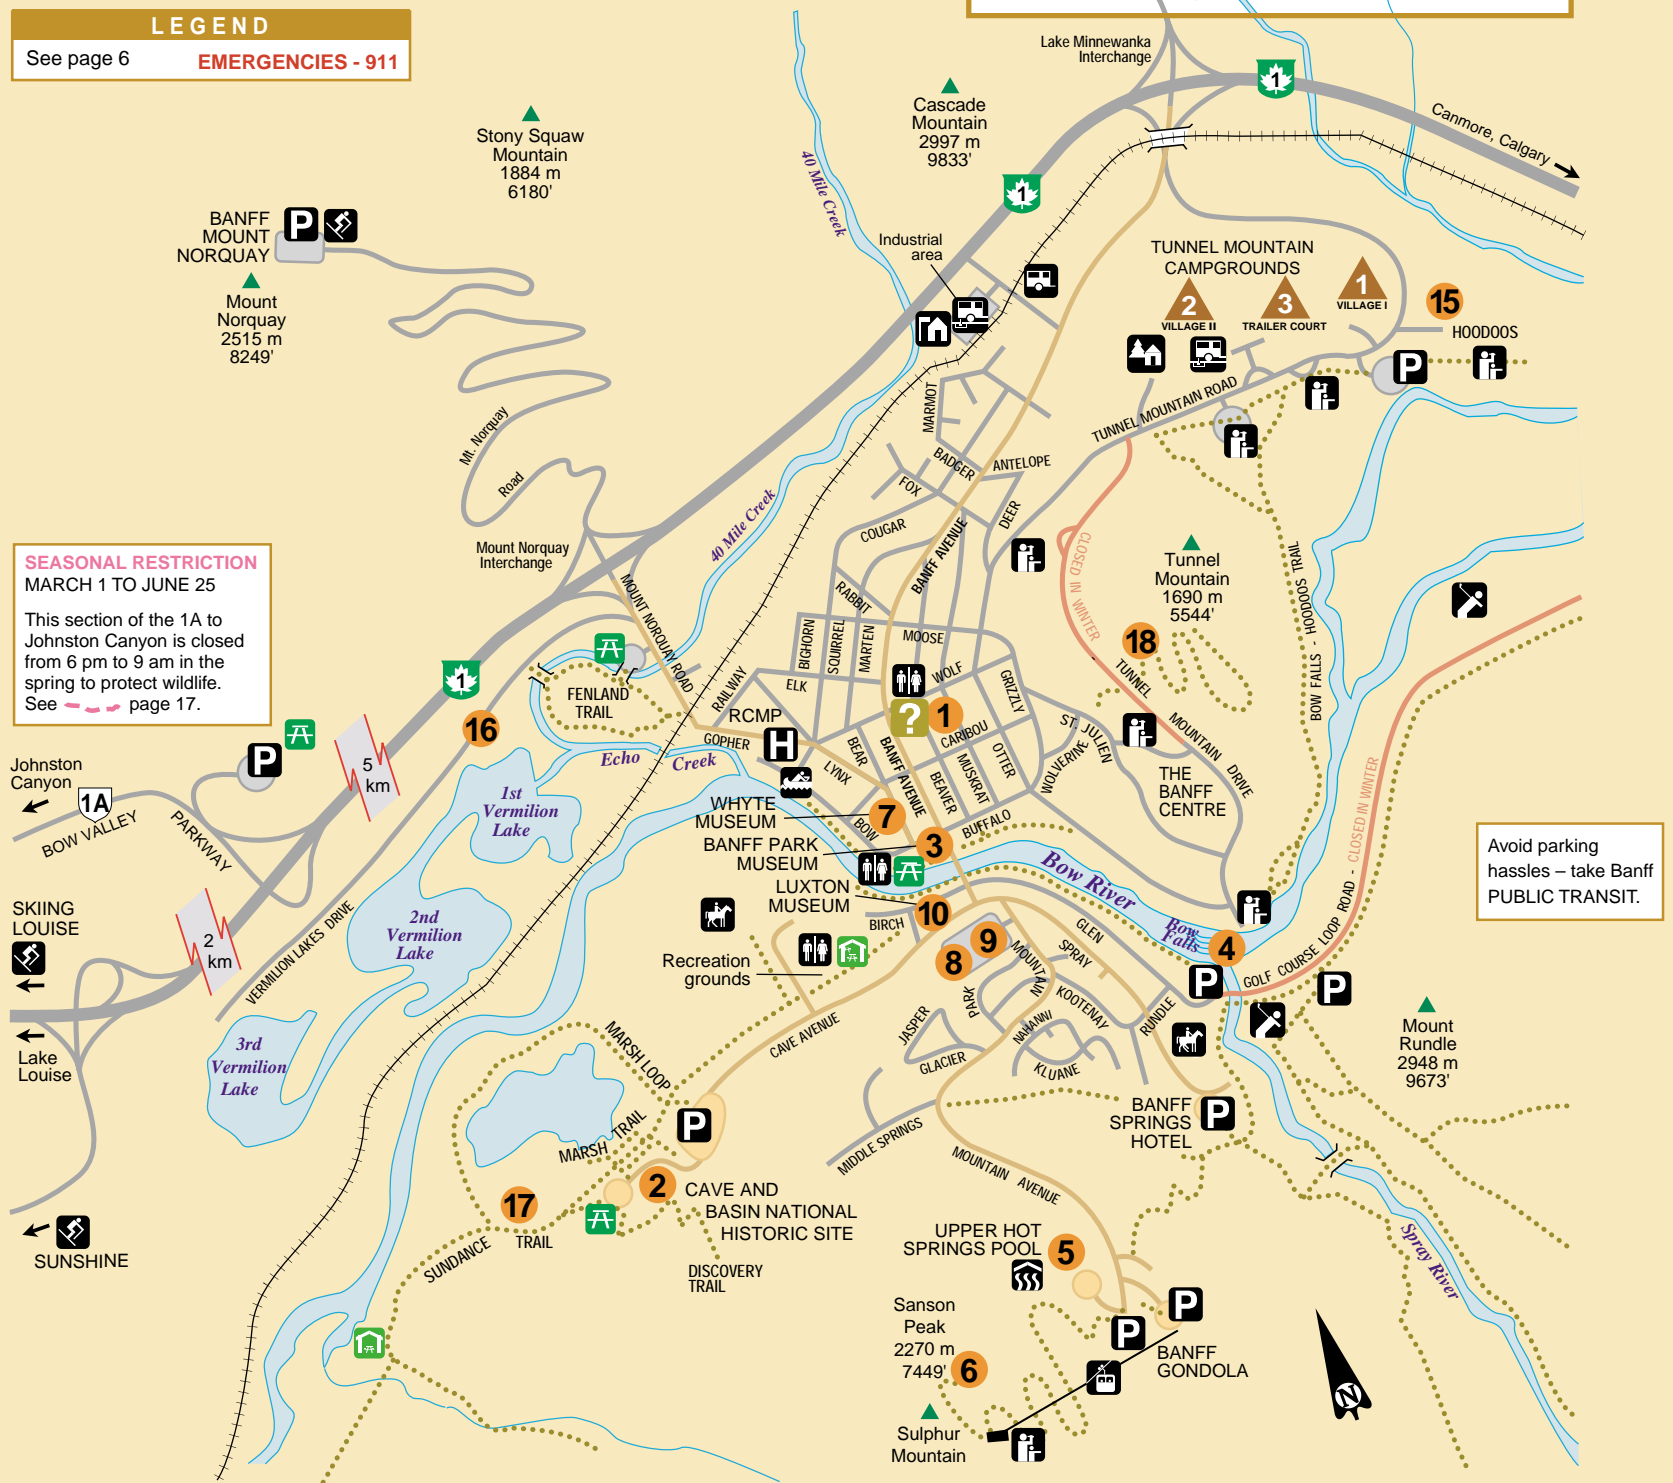 LEGEND
See page 6 EMERGENCIES - 911
Lake Minnewanka
Interchange
1
Canmore, Calgary
Cascade
Mountain
2997 m
9833'
Stony Squaw
Mountain
1884 m
6180'
40 Mile Creek
1
BANFF
MOUNT
NORQUAY
P
Mount
Norquay
2515 m
8249'
Industrial
area
TUNNEL MOUNTAIN
CAMPGROUNDS
2
VILLAGE II
3
TRAILER COURT
1
VILLAGE I
15
HOODOOS
P
TUNNEL MOUNTAIN ROAD
Mt. Norquay
Road
MARMOT
BADGER
ANTELOPE
FOX
COUGAR
DEER
BANFF AVENUE
40 Mile Creek
Mount Norquay
Interchange
MOUNT NORQUAY ROAD
CLOSED IN WINTER
Tunnel
Mountain
1690 m
5544'
BOW FALLS - HOODOOS TRAIL
SEASONAL RESTRICTION
MARCH 1 TO JUNE 25
This section of the 1A to
Johnston Canyon is closed
from 6 pm to 9 am in the
spring to protect wildlife.
See page 17.
RABBIT
BIGHORN
SQUIRREL
MARTEN
MOOSE
WOLF
GRIZZLY
ELK
RAILWAY
18
TUNNEL
MOUNTAIN
DRIVE
1
16
FENLAND
TRAIL
RCMP
H
GOPHER
?
1
CARIBOU
ST. JULIEN
OTTER
WOLVERINE
MUSKRAT
BEAVER
BANFF AVENUE
BEAR
LYNX
Echo
Creek
P
Johnston
Canyon
1A
BOW VALLEY
PARKWAY
5
km
1st
Vermilion
Lake
THE
BANFF
CENTRE
WHYTE
MUSEUM
7
BOW
BUFFALO
BANFF PARK
MUSEUM
3
LUXTON
MUSEUM
10
Bow River
CLOSED IN WINTER
Avoid parking
hassles – take Banff
PUBLIC TRANSIT.
SKIING
LOUISE
2
km
2nd
Vermilion
Lake
VERMILION LAKES DRIVE
BIRCH
Recreation
grounds
8
9
MOUNTAIN
GLEN
SPRAY
Bow
Falls
4
P
GOLF COURSE LOOP ROAD -
P
PARK
KOOTENAY
RUNDLE
JASPER
NAHANNI
GLACIER
KLUANE
CAVE AVENUE
Mount
Rundle
2948 m
9673'
Lake
Louise
3rd
Vermilion
Lake
MARSH LOOP
MARSH TRAIL
P
BANFF
SPRINGS
HOTEL
P
MIDDLE SPRINGS
MOUNTAIN AVENUE
2
CAVE AND
BASIN NATIONAL
HISTORIC SITE
17
SUNDANCE
TRAIL
DISCOVERY
TRAIL
SUNSHINE
UPPER HOT
SPRINGS POOL
5
Spray River
Sanson
Peak
2270 m
7449'
6
P
P
BANFF
GONDOLA
Sulphur
Mountain
N